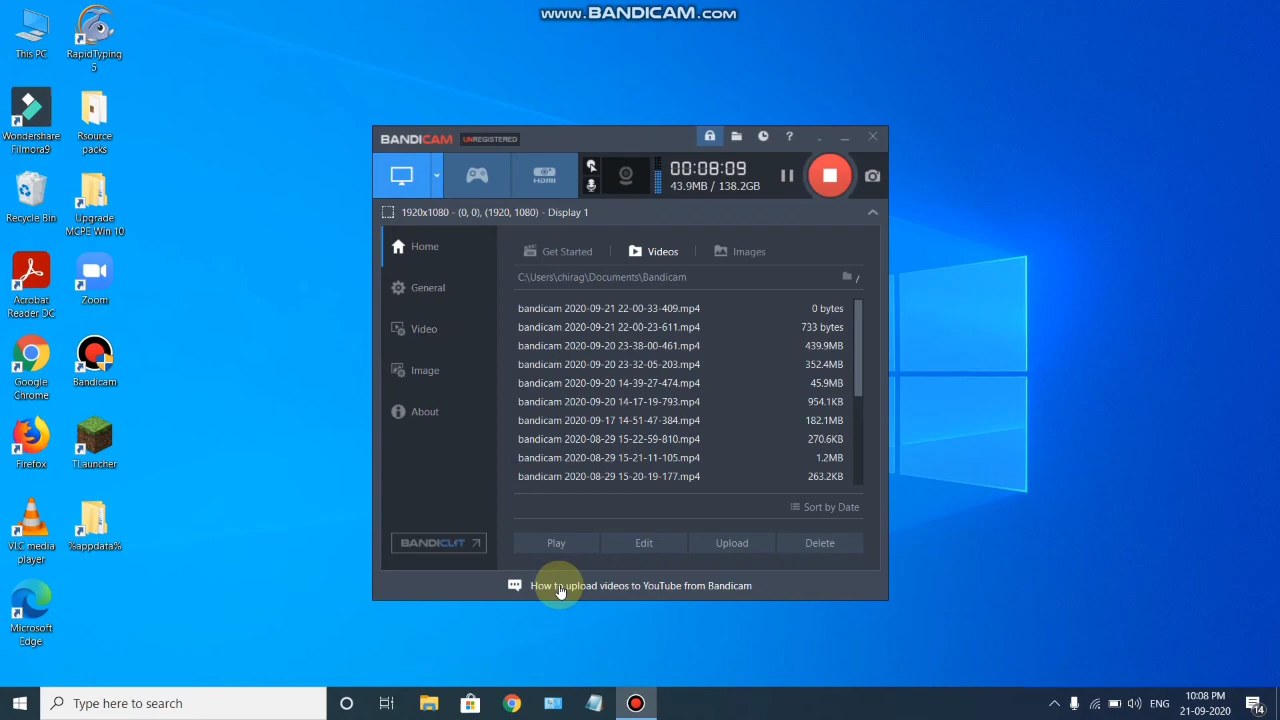 www.BANDICAM.com
This PC
RapidTyping
5
Wondershare
Filmora9
Rsource
packs
Recycle Bin
Upgrade
MCPE Win 10
Acrobat
Reader DC
Zoom
Google
Chrome
Bandicam
Firefox
TLauncher
VLC media
player
%appdata%
Microsoft
Edge
BANDICAM UNREGISTERED
?
HDMI
00:08:09
43.9MB / 138.2GB
1920x1080 - (0, 0), (1920, 1080) - Display 1
Home
General
Video
Image
About
BANDICUT
Get Started
Videos
Images
C:\Users\chirag\Documents\Bandicam
/
bandicam 2020-09-21 22-00-33-409.mp4 0 bytes
bandicam 2020-09-21 22-00-23-611.mp4 733 bytes
bandicam 2020-09-20 23-38-00-461.mp4 439.9MB
bandicam 2020-09-20 23-32-05-203.mp4 352.4MB
bandicam 2020-09-20 14-39-27-474.mp4 45.9MB
bandicam 2020-09-20 14-17-19-793.mp4 954.1KB
bandicam 2020-09-17 14-51-47-384.mp4 182.1MB
bandicam 2020-08-29 15-22-59-810.mp4 270.6KB
bandicam 2020-08-29 15-21-11-105.mp4 1.2MB
bandicam 2020-08-29 15-20-19-177.mp4 263.2KB
Sort by Date
Play Edit Upload Delete
How to upload videos to YouTube from Bandicam
Type here to search
ENG
10:08 PM
21-09-2020
14